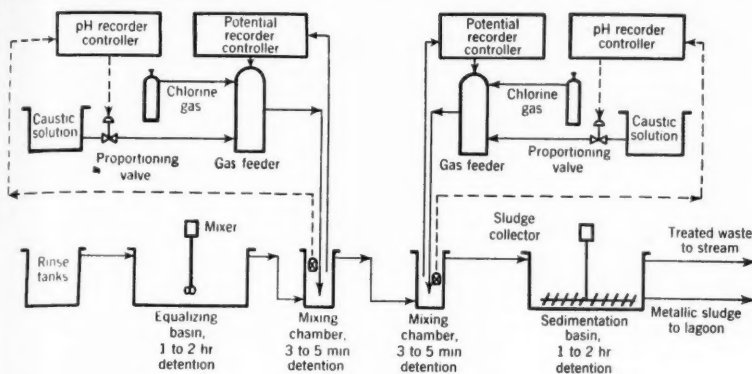 pH recorder
controller
Potential
recorder
controller
Chlorine
gas
Caustic
solution
Proportioning
valve
Gas feeder
Potential
recorder
controller
pH recorder
controller
Chlorine
gas
Caustic
solution
Gas feeder
Proportioning
valve
Mixer
Rinse
tanks
Equalizing
basin,
1 to 2 hr
detention
Mixing
chamber,
3 to 5 min
detention
Mixing
chamber,
3 to 5 min
detention
Sludge
collector
Sedimentation
basin,
1 to 2 hr
detention
Treated waste
to stream
Metallic sludge
to lagoon